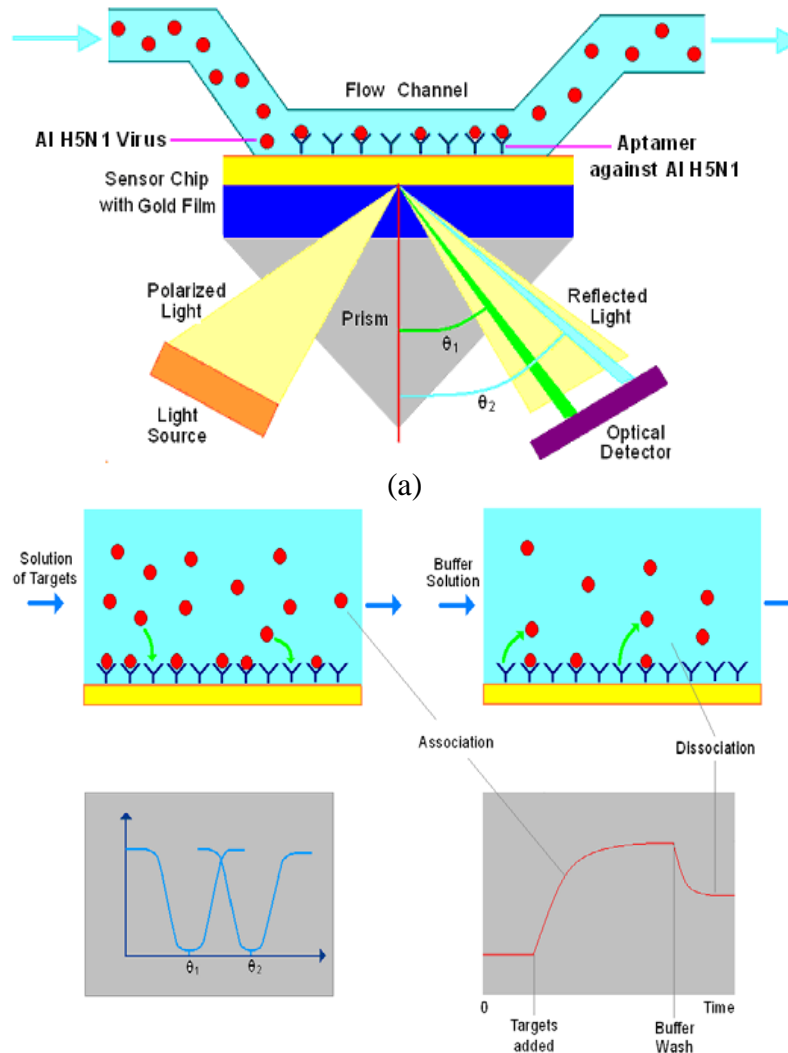 Flow Channel
AI H5N1 Virus
Aptamer
against AI H5N1
Sensor Chip
with Gold Film
Polarized
Light
Prism
Reflected
Light
θ1
θ2
Light
Source
Optical
Detector
(a)
Solution
of Targets
Buffer
Solution
Association
Dissociation
θ1
θ2
0
Time
Targets
added
Buffer
Wash